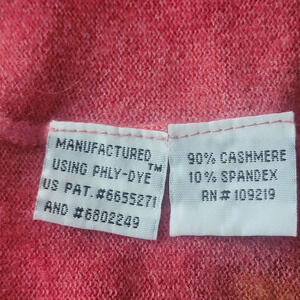 MANUFACTURED
USING PHLY-DYE™
US PAT. #6655271
AND #6802249
90% CASHMERE
10% SPANDEX
RN# 109219